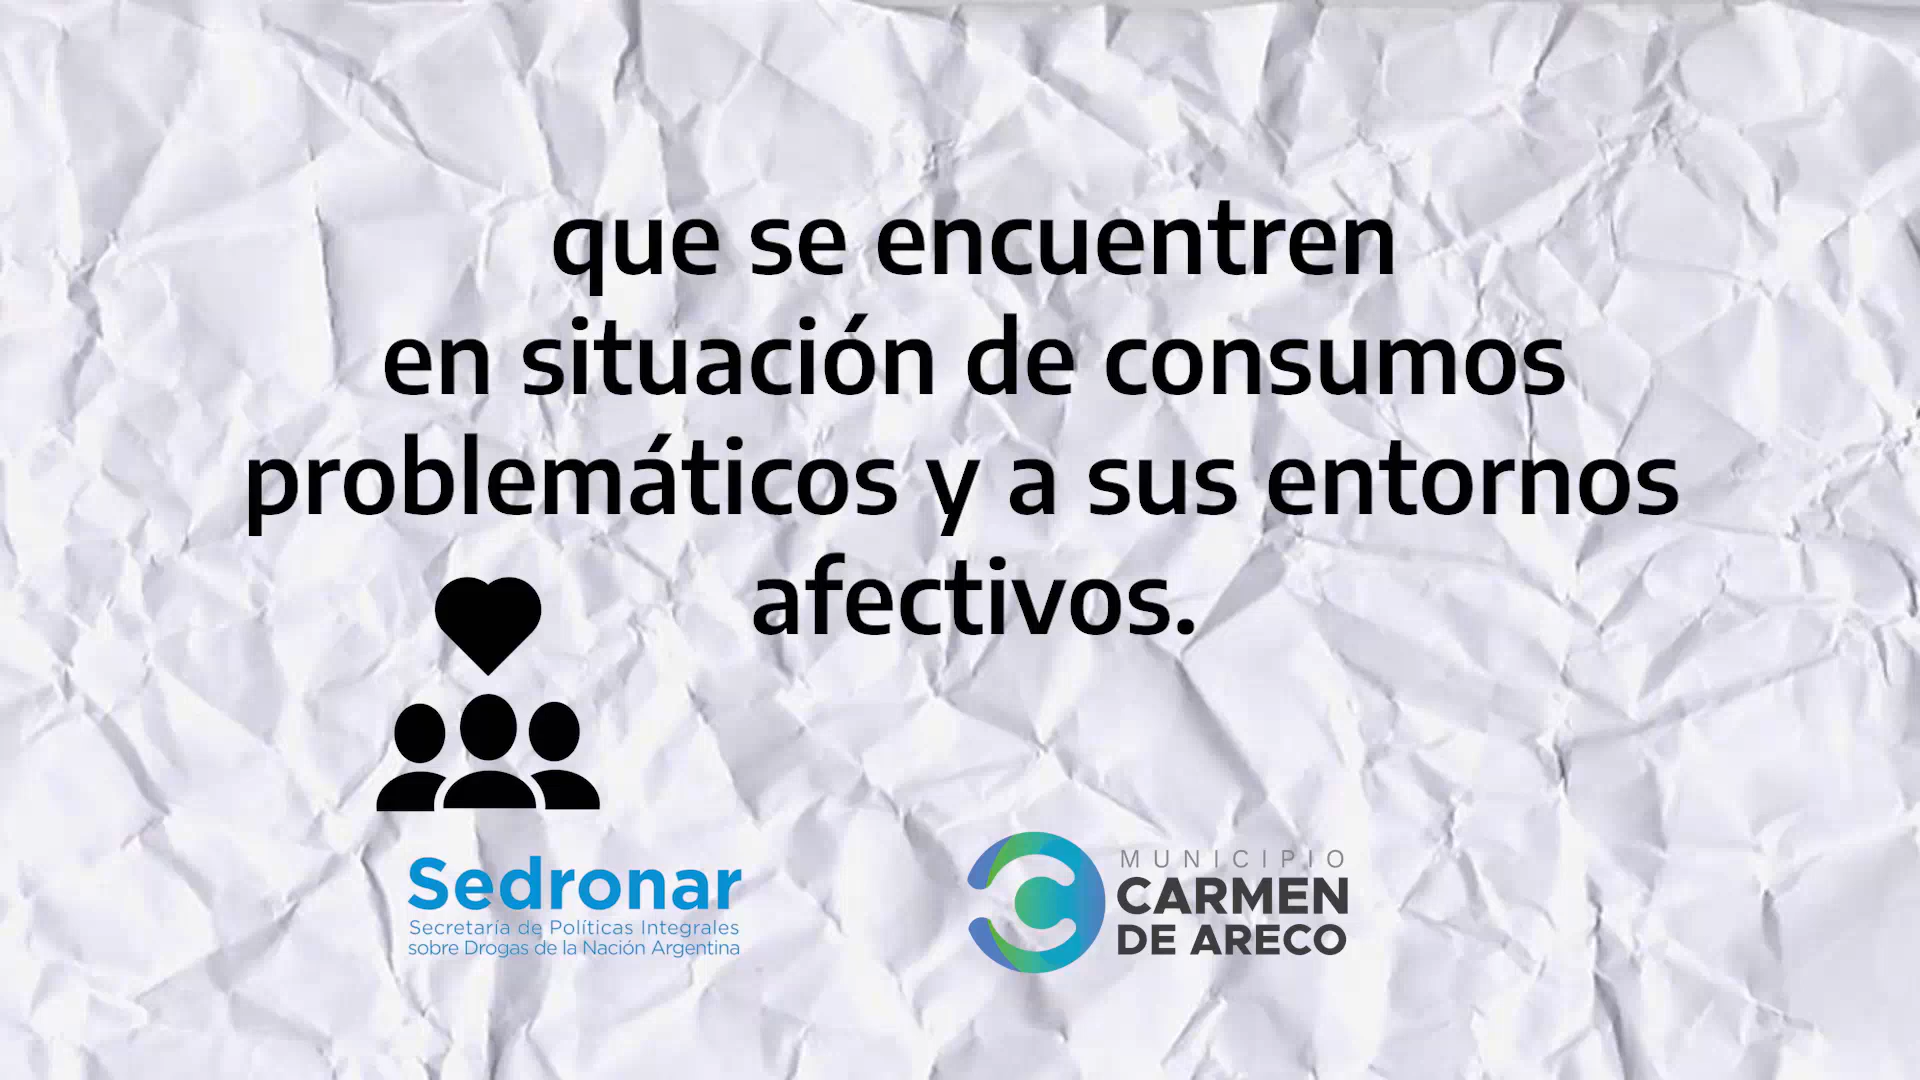 que se encuentren
en situación de consumos
problemáticos y a sus entornos
afectivos.
Sedronar
Secretaría de Políticas Integrales
sobre Drogas de la Nación Argentina
MUNICIPIO
CARMEN
DE ARECO